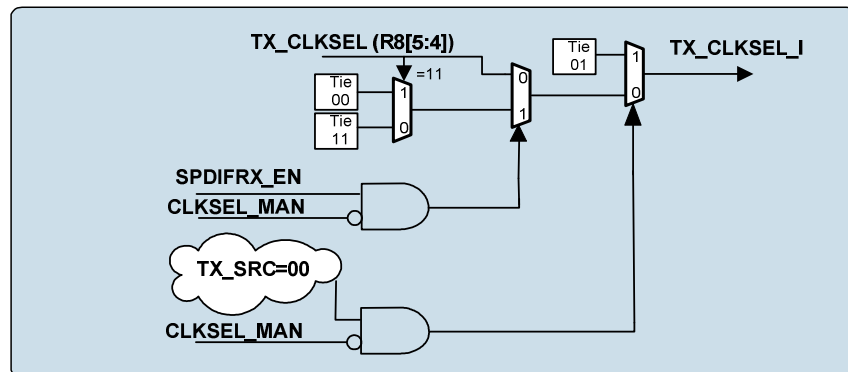 TX_CLKSEL (R8[5:4])
=11
Tie
00
1
Tie
11
0
0
1
Tie
01
1
0
TX_CLKSEL_I
SPDIFRX_EN
CLKSEL_MAN
TX_SRC=00
CLKSEL_MAN